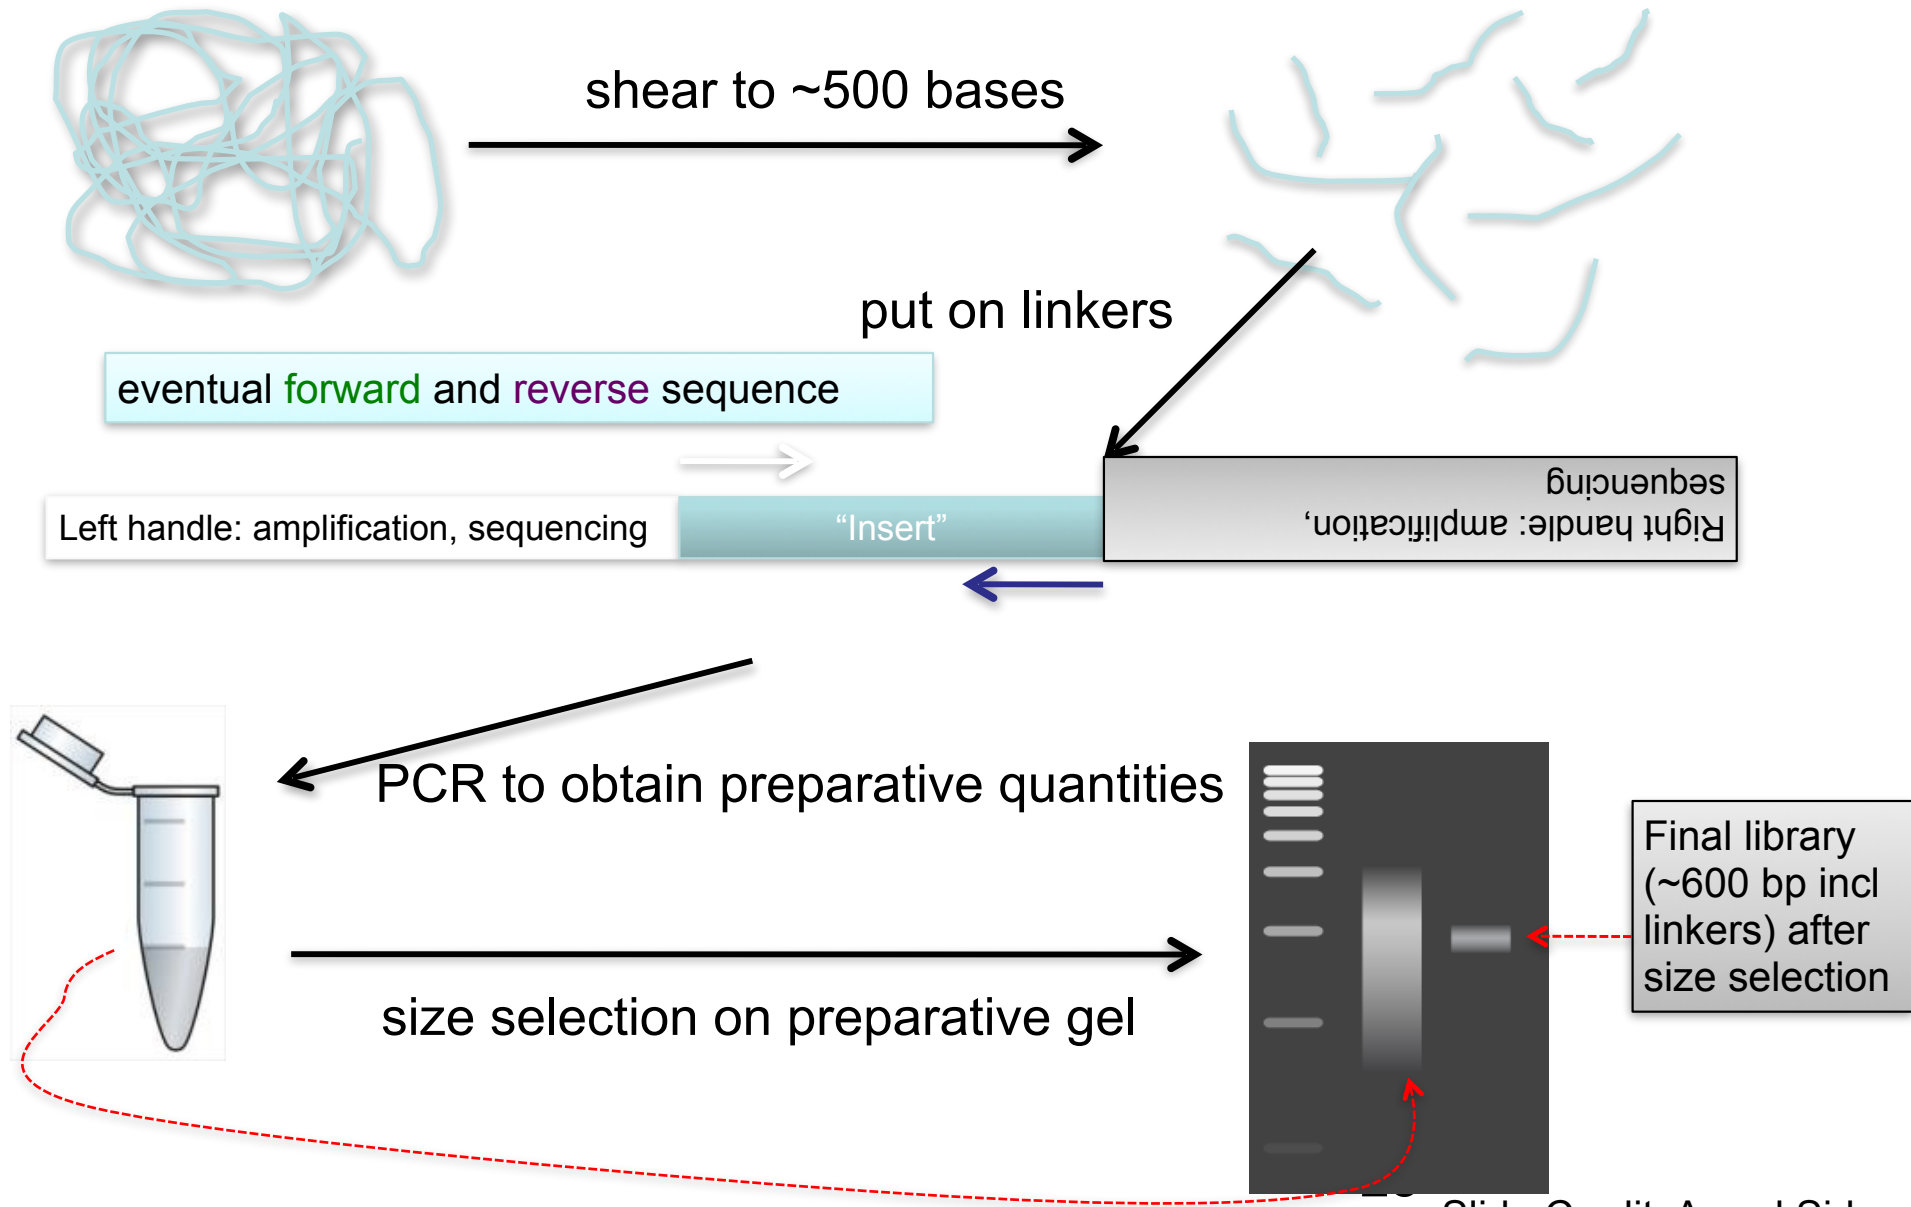 shear to ~500 bases
put on linkers
eventual forward and reverse sequence
Left handle: amplification, sequencing
“Insert”
Right handle: amplification,
sequencing
PCR to obtain preparative quantities
size selection on preparative gel
Final library
(~600 bp incl
linkers) after
size selection